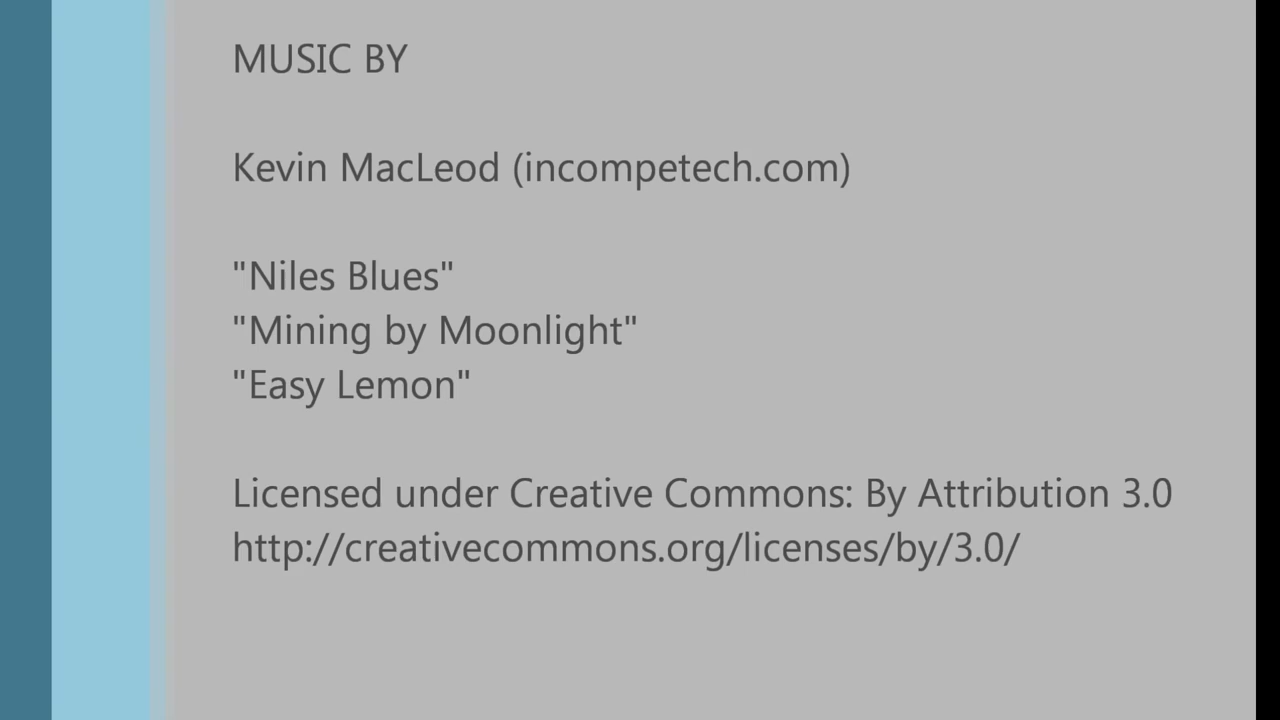 MUSIC BY
Kevin MacLeod (incompetech.com)
"Niles Blues"
"Mining by Moonlight"
"Easy Lemon"
Licensed under Creative Commons: By Attribution 3.0
http://creativecommons.org/licenses/by/3.0/